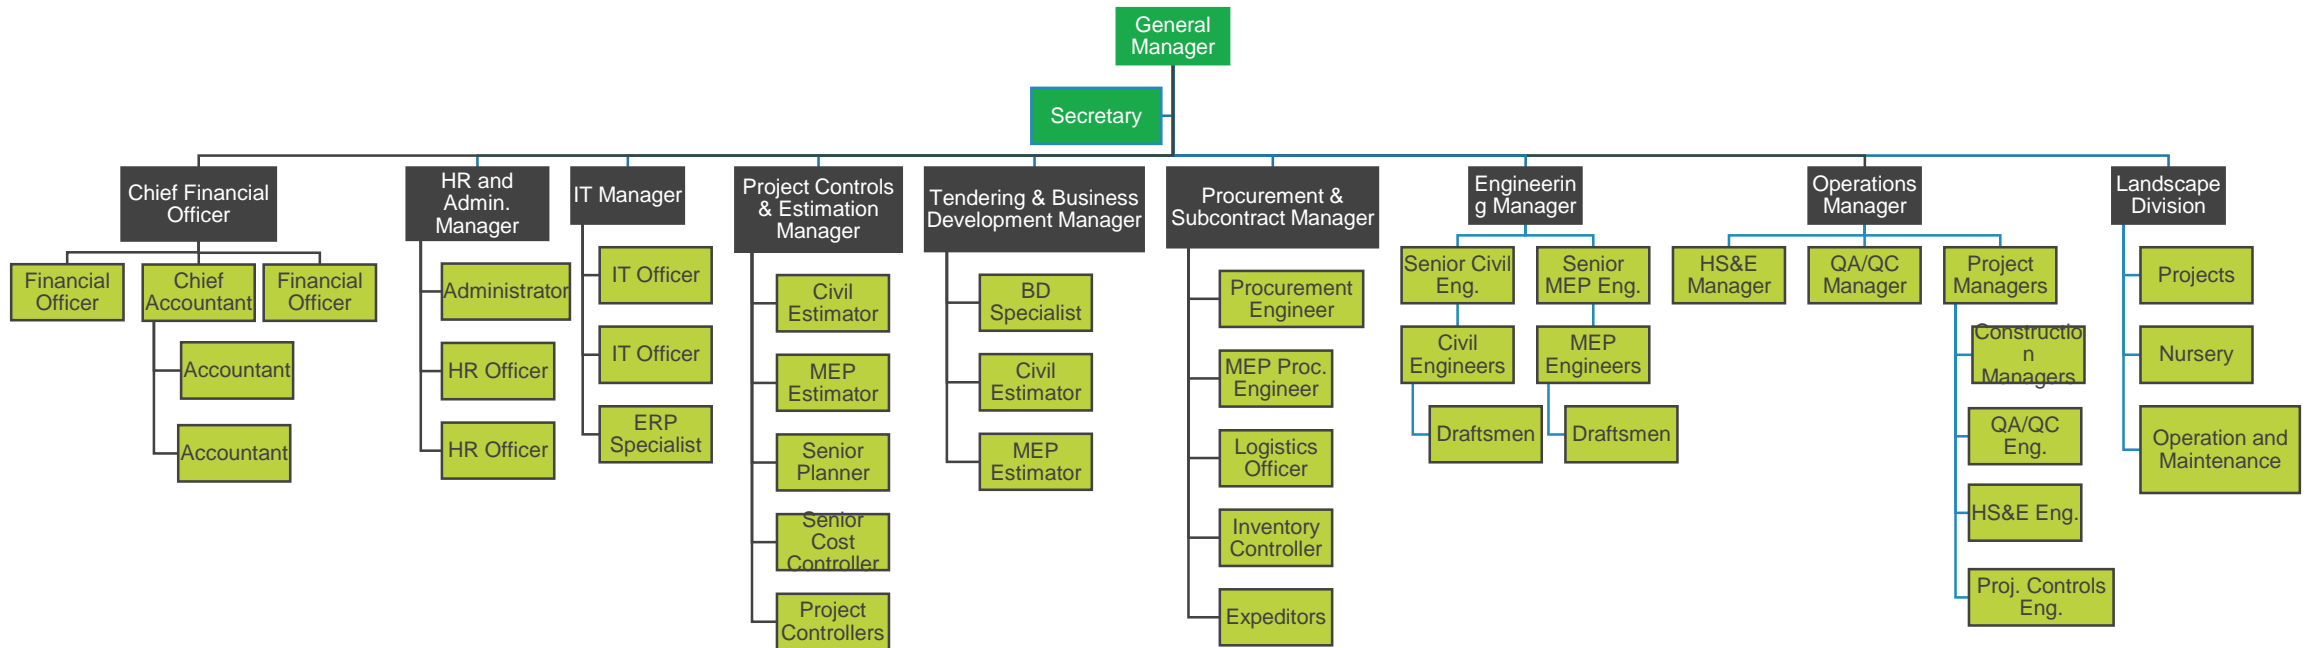 General
Manager
Secretary
Chief Financial
Officer
Financial
Officer
Chief
Accountant
Financial
Officer
Accountant
Accountant
HR and
Admin.
Manager
Administrator
HR Officer
HR Officer
IT Manager
IT Officer
IT Officer
ERP
Specialist
Project Controls
& Estimation
Manager
Civil
Estimator
MEP
Estimator
Senior
Planner
Senior
Cost
Controller
Project
Controllers
Tendering & Business
Development Manager
BD
Specialist
Civil
Estimator
MEP
Estimator
Procurement &
Subcontract Manager
Procurement
Engineer
MEP Proc.
Engineer
Logistics
Officer
Inventory
Controller
Expeditors
Engineerin
g Manager
Senior Civil
Eng.
Civil
Engineers
Draftsmen
Senior
MEP Eng.
MEP
Engineers
Draftsmen
Operations
Manager
HS&E
Manager
QA/QC
Manager
Project
Managers
Constructio
n
Managers
QA/QC
Eng.
HS&E Eng.
Proj. Controls
Eng.
Landscape
Division
Projects
Nursery
Operation and
Maintenance